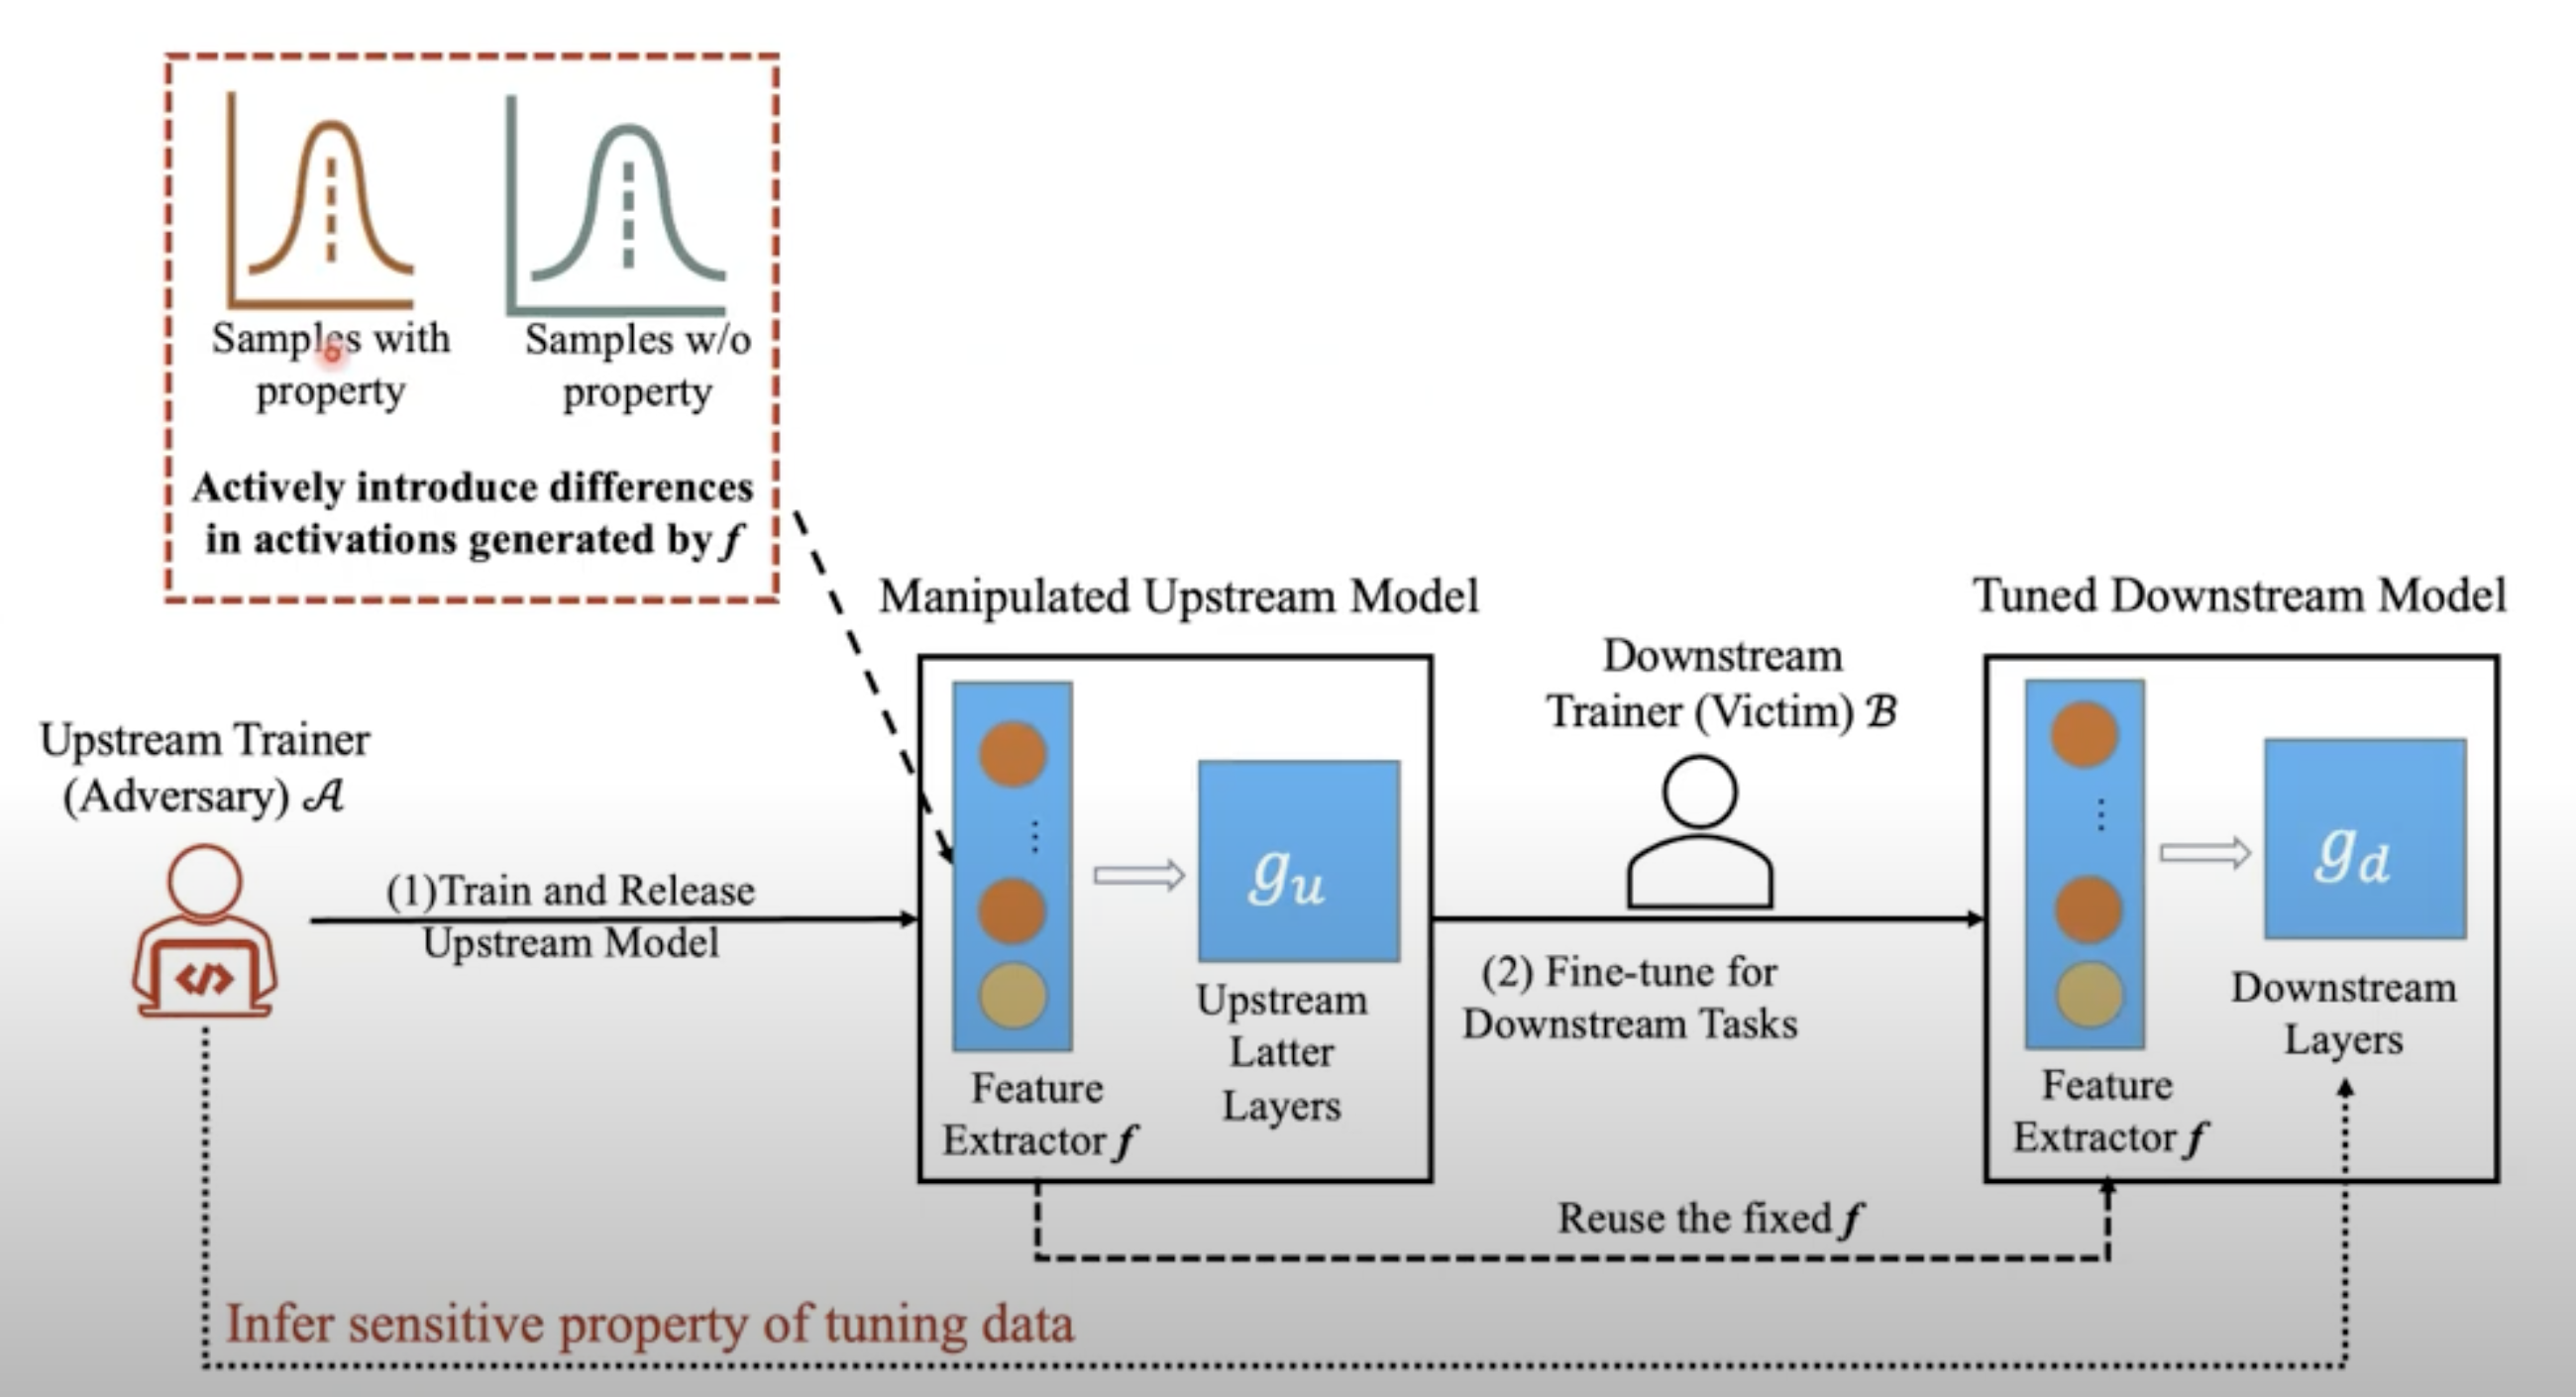 Samples with
property
Samples w/o
property
Actively introduce differences
in activations generated by f
Manipulated Upstream Model
Tuned Downstream Model
Upstream Trainer
(Adversary) 𝒜
</>
(1)Train and Release
Upstream Model
g_u
Feature
Extractor f
Upstream
Latter
Layers
Downstream
Trainer (Victim) ℬ
(2) Fine-tune for
Downstream Tasks
g_d
Feature
Extractor f
Downstream
Layers
Reuse the fixed f
Infer sensitive property of tuning data